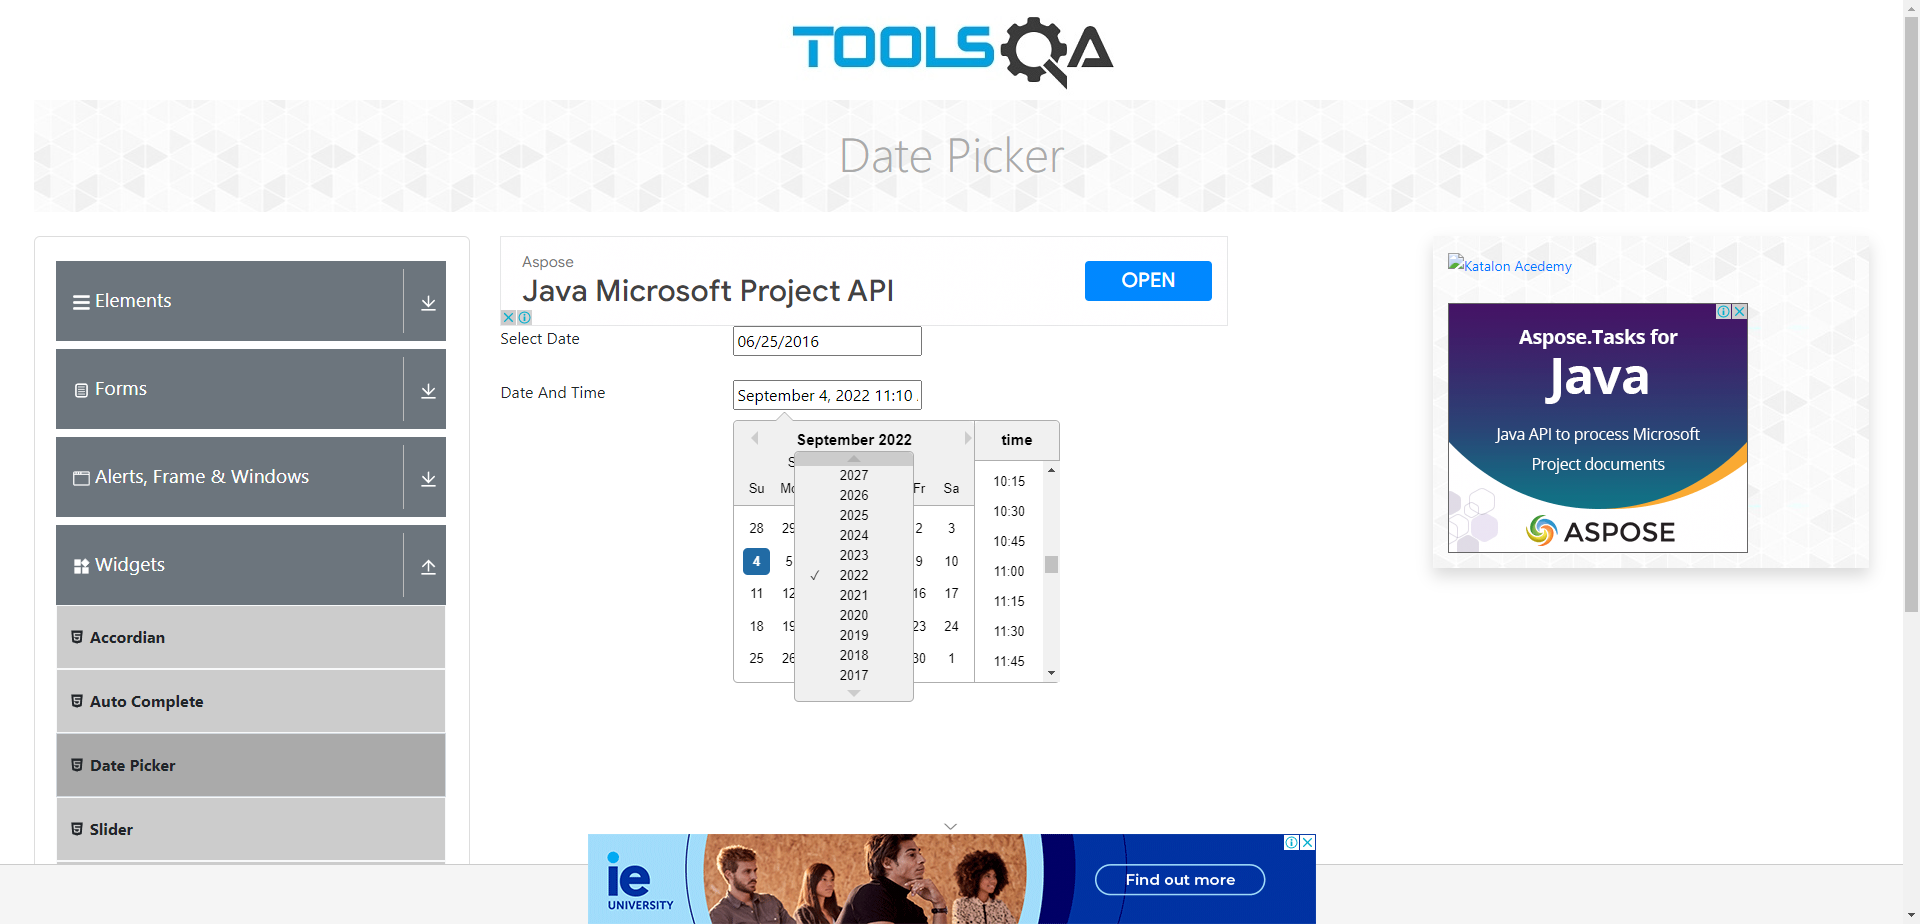 TOOLSQA
Date Picker
Elements
Forms
Alerts, Frame & Windows
Widgets
Accordian
Auto Complete
Date Picker
Slider
Aspose
Java Microsoft Project API
OPEN
Select Date
06/25/2016
Date And Time
September 4, 2022 11:10
September 2022
time
S
Su Mo Fr Sa
28 29 2 3
4 5 9 10
11 12 16 17
18 19 23 24
25 26 30 1
2027
2026
2025
2024
2023
✓ 2022
2021
2020
2019
2018
2017
10:15
10:30
10:45
11:00
11:15
11:30
11:45
Katalon Acedemy
Aspose.Tasks for
Java
Java API to process Microsoft
Project documents
ASPOSE
ie
UNIVERSITY
Find out more